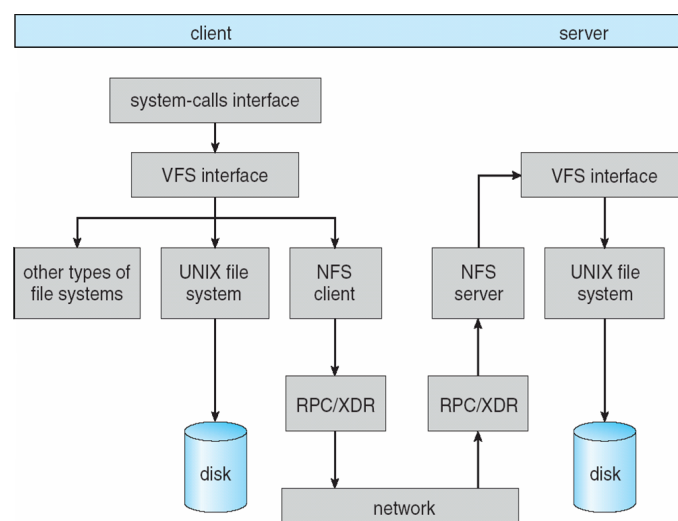 client
server
system-calls interface
VFS interface
VFS interface
other types of
file systems
UNIX file
system
NFS
client
NFS
server
UNIX file
system
RPC/XDR
RPC/XDR
disk
disk
network